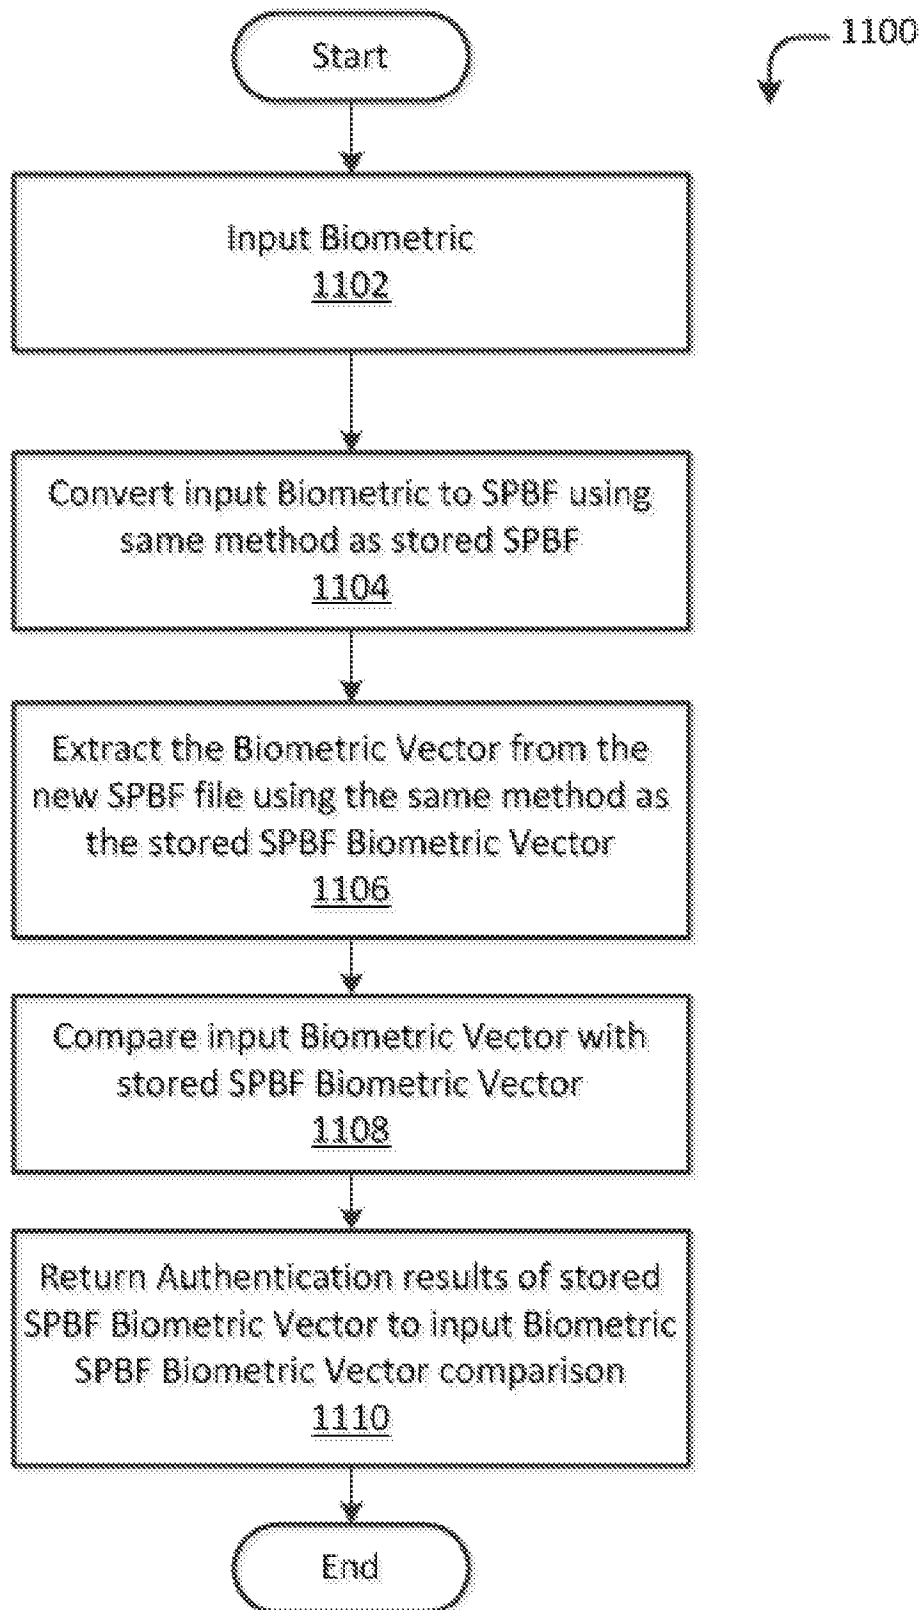 Start
1100
Input Biometric
1102
Convert input Biometric to SPBF using
same method as stored SPBF
1104
Extract the Biometric Vector from the
new SPBF file using the same method as
the stored SPBF Biometric Vector
1106
Compare input Biometric Vector with
stored SPBF Biometric Vector
1108
Return Authentication results of stored
SPBF Biometric Vector to input Biometric
SPBF Biometric Vector comparison
1110
End